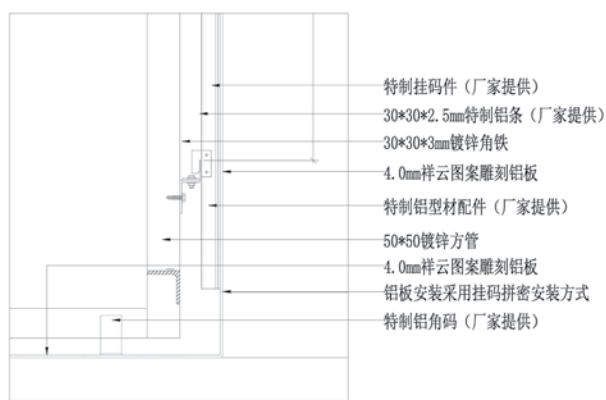 特制挂码件（厂家提供）
30*30*2.5mm特制铝条（厂家提供）
30*30*3mm镀锌角铁
4.0mm祥云图案雕刻铝板
特制铝型材配件（厂家提供）
50*50镀锌方管
4.0mm祥云图案雕刻铝板
铝板安装采用挂码拼密安装方式
特制铝角码（厂家提供）